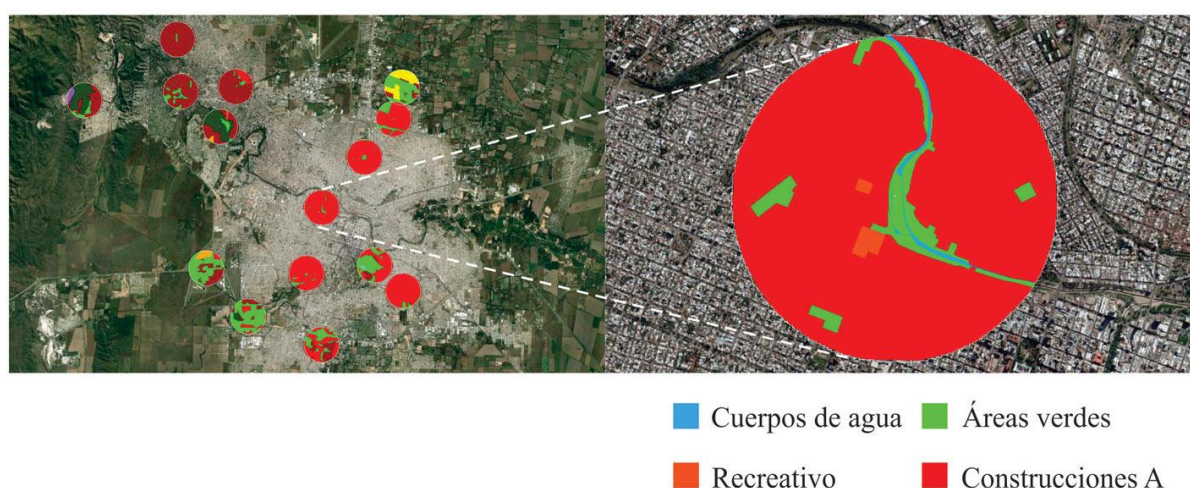 Cuerpos de agua
Áreas verdes
Recreativo
Construcciones A